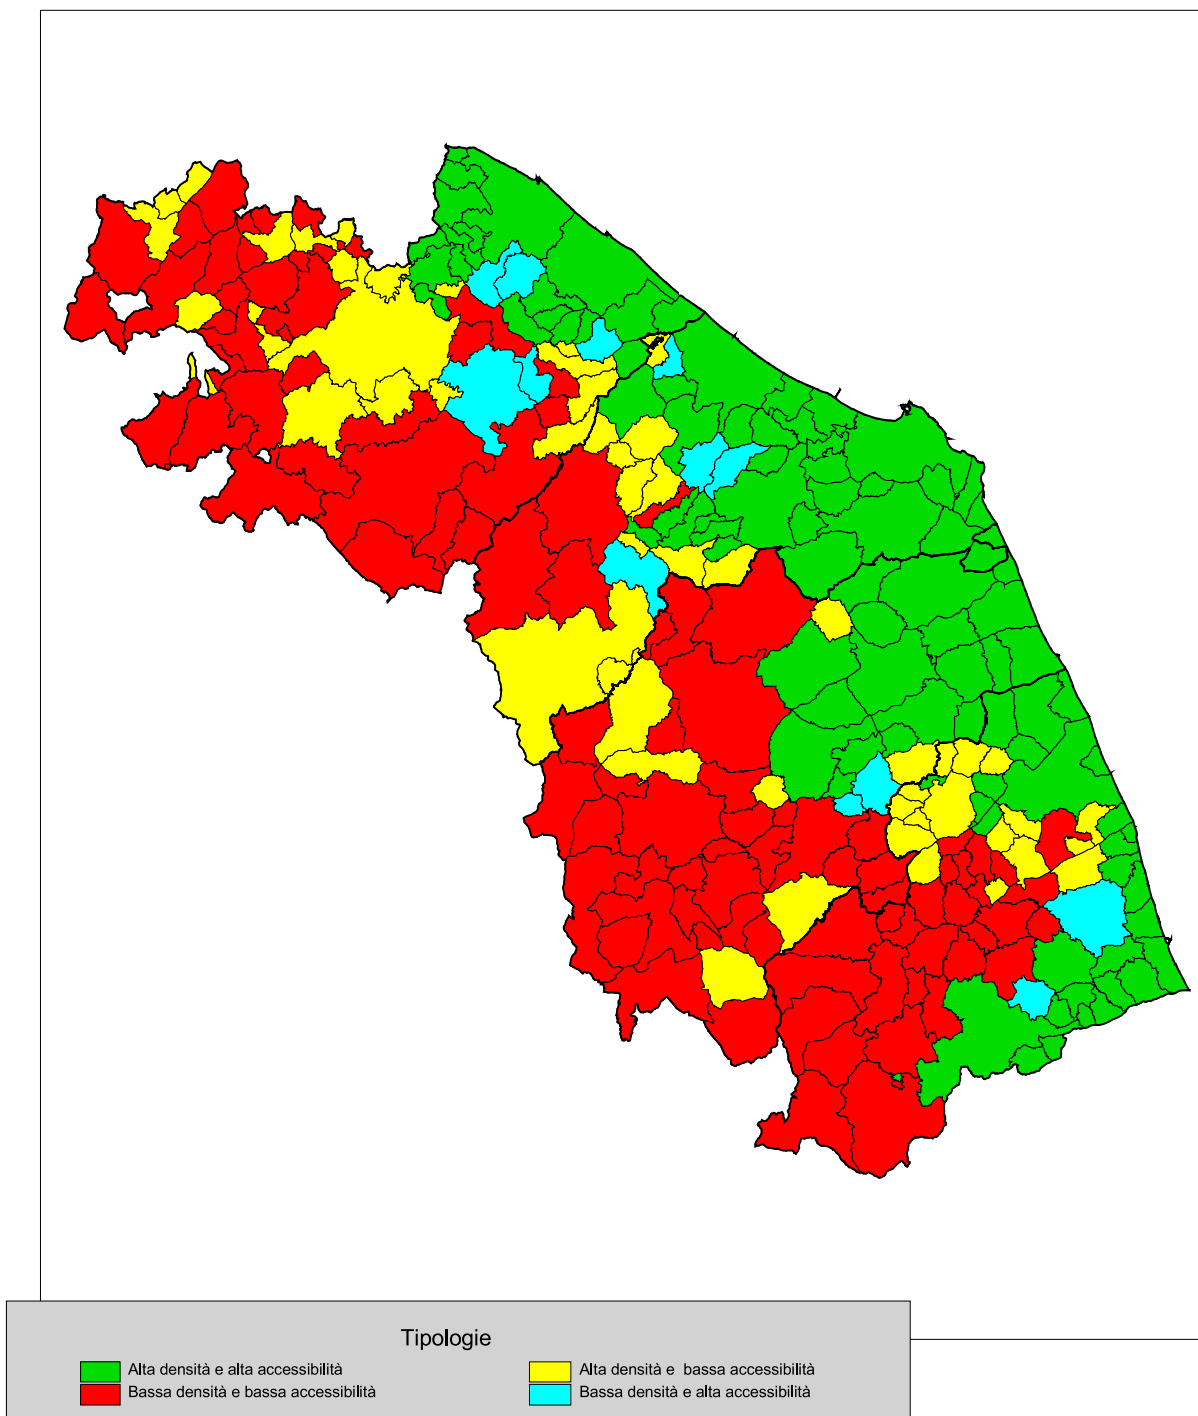 Tipologie
Alta densità e alta accessibilità
Alta densità e  bassa accessibilità
Bassa densità e bassa accessibilità
Bassa densità e alta accessibilità